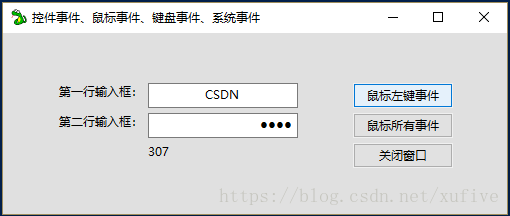 控件事件、鼠标事件、键盘事件、系统事件
第一行输入框： CSDN 鼠标左键事件
第二行输入框： ●●●● 鼠标所有事件
307 关闭窗口
https://blog.csdn.net/xufive